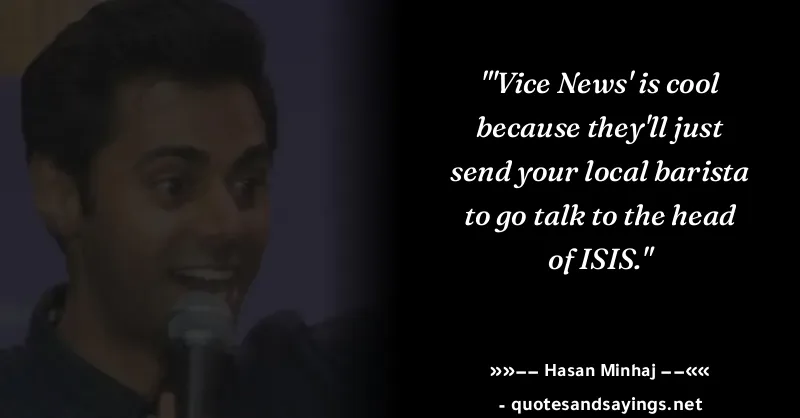 "'Vice News' is cool
because they'll just
send your local barista
to go talk to the head
of ISIS."
»»—— Hasan Minhaj ——««
- quotesandsayings.net